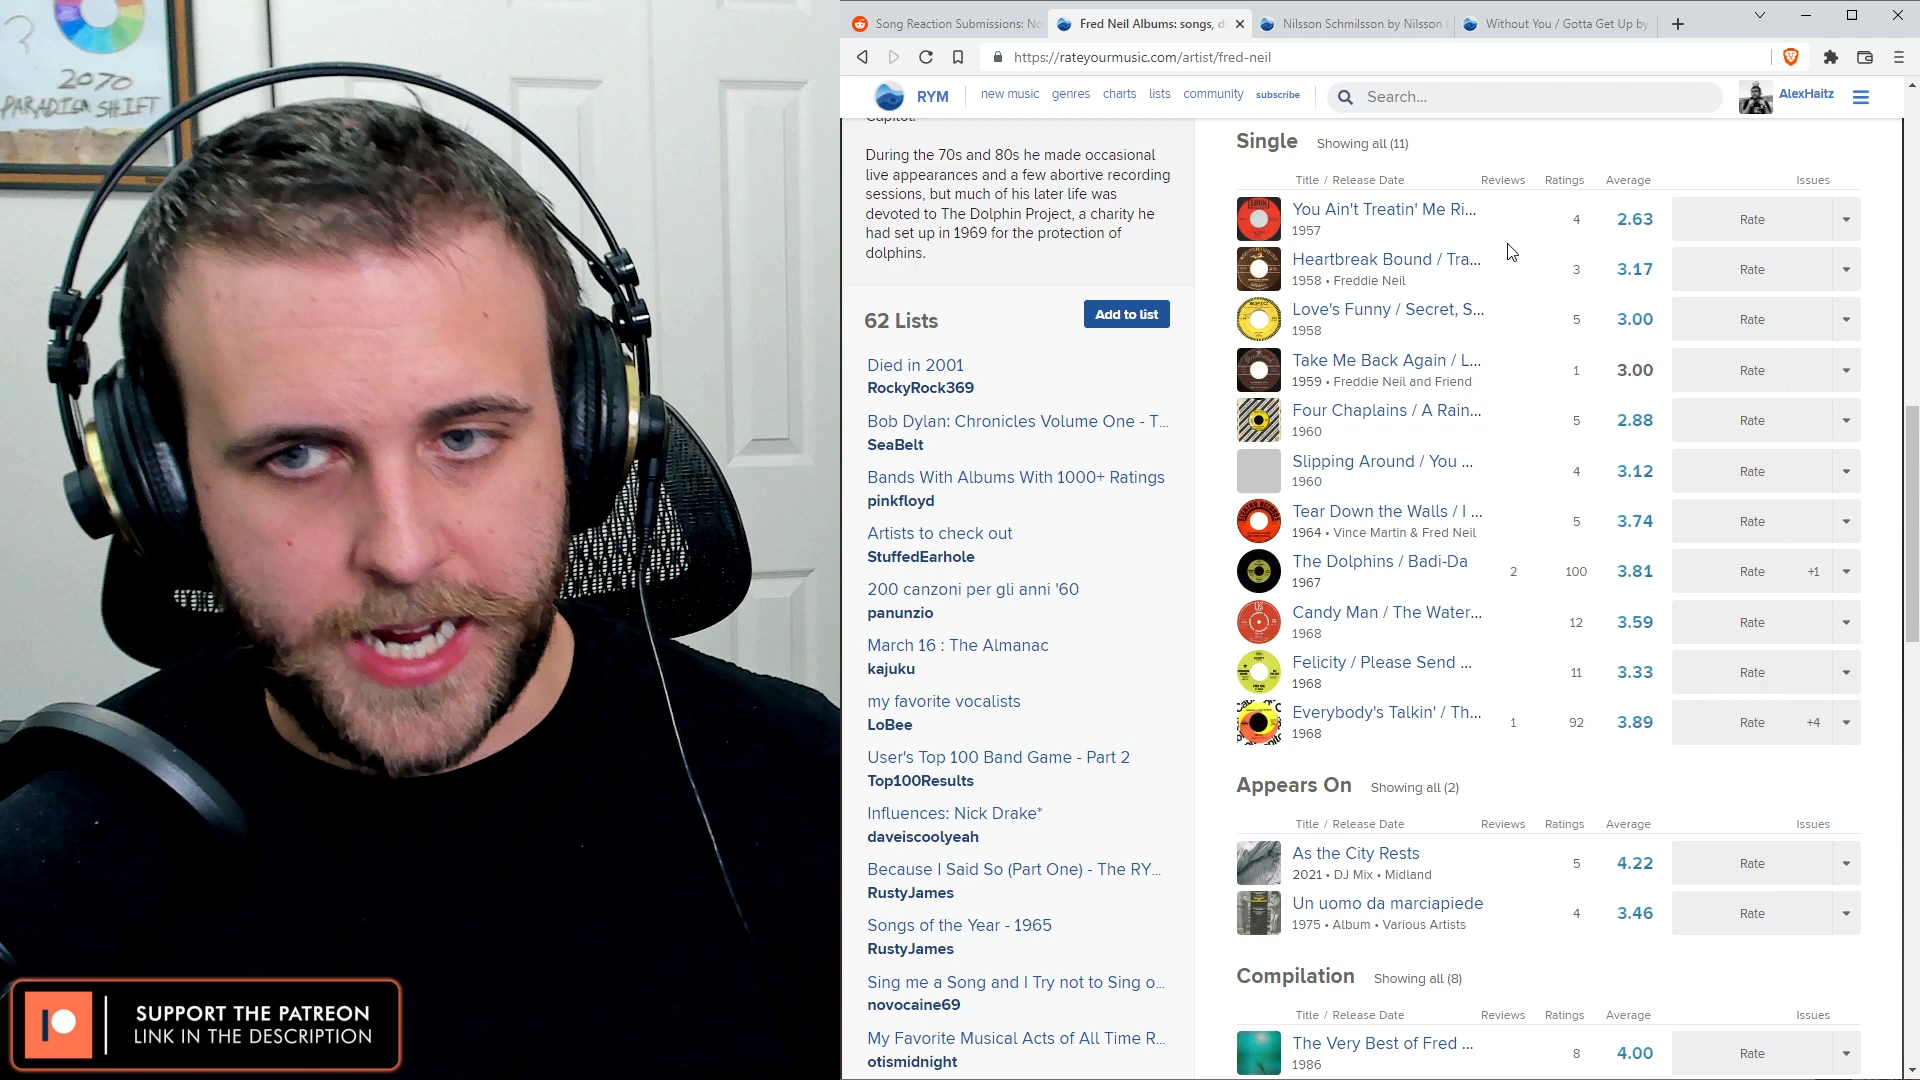 2070
PARADIGM SHIFT
SUPPORT THE PATREON
LINK IN THE DESCRIPTION
Song Reaction Submissions: No
Fred Neil Albums: songs, d
Nilsson Schmilsson by Nilsson
Without You / Gotta Get Up by
https://rateyourmusic.com/artist/fred-neil
RYM
new music
genres
charts
lists
community
subscribe
Search...
AlexHaitz
Capitol.
During the 70s and 80s he made occasional
live appearances and a few abortive recording
sessions, but much of his later life was
devoted to The Dolphin Project, a charity he
had set up in 1969 for the protection of
dolphins.
62 Lists
Add to list
Died in 2001
RockyRock369
Bob Dylan: Chronicles Volume One - T...
SeaBelt
Bands With Albums With 1000+ Ratings
pinkfloyd
Artists to check out
StuffedEarhole
200 canzoni per gli anni '60
panunzio
March 16 : The Almanac
kajuku
my favorite vocalists
LoBee
User's Top 100 Band Game - Part 2
Top100Results
Influences: Nick Drake*
daveiscoolyeah
Because I Said So (Part One) - The RY...
RustyJames
Songs of the Year - 1965
RustyJames
Sing me a Song and I Try not to Sing o...
novocaine69
My Favorite Musical Acts of All Time R...
otismidnight
Single Showing all (11)
Title / Release Date Reviews Ratings Average Issues
You Ain't Treatin' Me Ri... 4 2.63 Rate
1957
Heartbreak Bound / Tra... 3 3.17 Rate
1958 • Freddie Neil
Love's Funny / Secret, S... 5 3.00 Rate
1958
Take Me Back Again / L... 1 3.00 Rate
1959 • Freddie Neil and Friend
Four Chaplains / A Rain... 5 2.88 Rate
1960
Slipping Around / You ... 4 3.12 Rate
1960
Tear Down the Walls / I ... 5 3.74 Rate
1964 • Vince Martin & Fred Neil
The Dolphins / Badi-Da 2 100 3.81 Rate +1
1967
Candy Man / The Water... 12 3.59 Rate
1968
Felicity / Please Send ... 11 3.33 Rate
1968
Everybody's Talkin' / Th... 1 92 3.89 Rate +4
1968
Appears On Showing all (2)
Title / Release Date Reviews Ratings Average Issues
As the City Rests 5 4.22 Rate
2021 • DJ Mix • Midland
Un uomo da marciapiede 4 3.46 Rate
1975 • Album • Various Artists
Compilation Showing all (8)
Title / Release Date Reviews Ratings Average Issues
The Very Best of Fred ... 8 4.00 Rate
1986